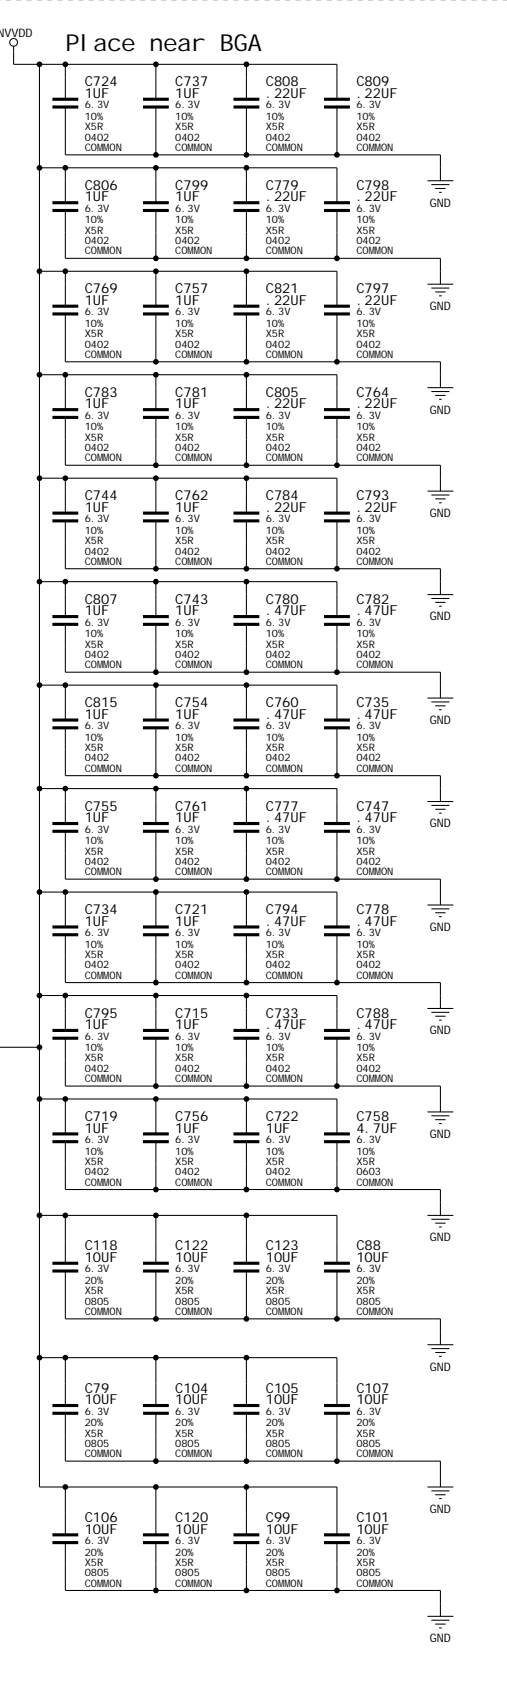 NVVDD
Place near BGA
C724 C737 C808 C809
1UF 1UF .22UF .22UF
6.3V 6.3V 6.3V 6.3V
10% 10% 10% 10%
X5R X5R X5R X5R
0402 0402 0402 0402
COMMON COMMON COMMON COMMON
GND
C806 C799 C779 C798
1UF 1UF .22UF .22UF
6.3V 6.3V 6.3V 6.3V
10% 10% 10% 10%
X5R X5R X5R X5R
0402 0402 0402 0402
COMMON COMMON COMMON COMMON
GND
C769 C757 C821 C797
1UF 1UF .22UF .22UF
6.3V 6.3V 6.3V 6.3V
10% 10% 10% 10%
X5R X5R X5R X5R
0402 0402 0402 0402
COMMON COMMON COMMON COMMON
GND
C783 C781 C805 C764
1UF 1UF .22UF .22UF
6.3V 6.3V 6.3V 6.3V
10% 10% 10% 10%
X5R X5R X5R X5R
0402 0402 0402 0402
COMMON COMMON COMMON COMMON
GND
C744 C762 C784 C793
1UF 1UF .22UF .22UF
6.3V 6.3V 6.3V 6.3V
10% 10% 10% 10%
X5R X5R X5R X5R
0402 0402 0402 0402
COMMON COMMON COMMON COMMON
GND
C807 C743 C780 C782
1UF 1UF .47UF .47UF
6.3V 6.3V 6.3V 6.3V
10% 10% 10% 10%
X5R X5R X5R X5R
0402 0402 0402 0402
COMMON COMMON COMMON COMMON
GND
C815 C754 C760 C735
1UF 1UF .47UF .47UF
6.3V 6.3V 6.3V 6.3V
10% 10% 10% 10%
X5R X5R X5R X5R
0402 0402 0402 0402
COMMON COMMON COMMON COMMON
GND
C755 C761 C777 C747
1UF 1UF .47UF .47UF
6.3V 6.3V 6.3V 6.3V
10% 10% 10% 10%
X5R X5R X5R X5R
0402 0402 0402 0402
COMMON COMMON COMMON COMMON
GND
C734 C721 C794 C778
1UF 1UF .47UF .47UF
6.3V 6.3V 6.3V 6.3V
10% 10% 10% 10%
X5R X5R X5R X5R
0402 0402 0402 0402
COMMON COMMON COMMON COMMON
GND
C795 C715 C733 C788
1UF 1UF .47UF .47UF
6.3V 6.3V 6.3V 6.3V
10% 10% 10% 10%
X5R X5R X5R X5R
0402 0402 0402 0402
COMMON COMMON COMMON COMMON
GND
C719 C756 C722 C758
1UF 1UF 1UF 4.7UF
6.3V 6.3V 6.3V 6.3V
10% 10% 10% 10%
X5R X5R X5R X5R
0402 0402 0402 0603
COMMON COMMON COMMON COMMON
GND
C118 C122 C123 C88
10UF 10UF 10UF 10UF
6.3V 6.3V 6.3V 6.3V
20% 20% 20% 20%
X5R X5R X5R X5R
0805 0805 0805 0805
COMMON COMMON COMMON COMMON
GND
C79 C104 C105 C107
10UF 10UF 10UF 10UF
6.3V 6.3V 6.3V 6.3V
20% 20% 20% 20%
X5R X5R X5R X5R
0805 0805 0805 0805
COMMON COMMON COMMON COMMON
GND
C106 C120 C99 C101
10UF 10UF 10UF 10UF
6.3V 6.3V 6.3V 6.3V
20% 20% 20% 20%
X5R X5R X5R X5R
0805 0805 0805 0805
COMMON COMMON COMMON COMMON
GND